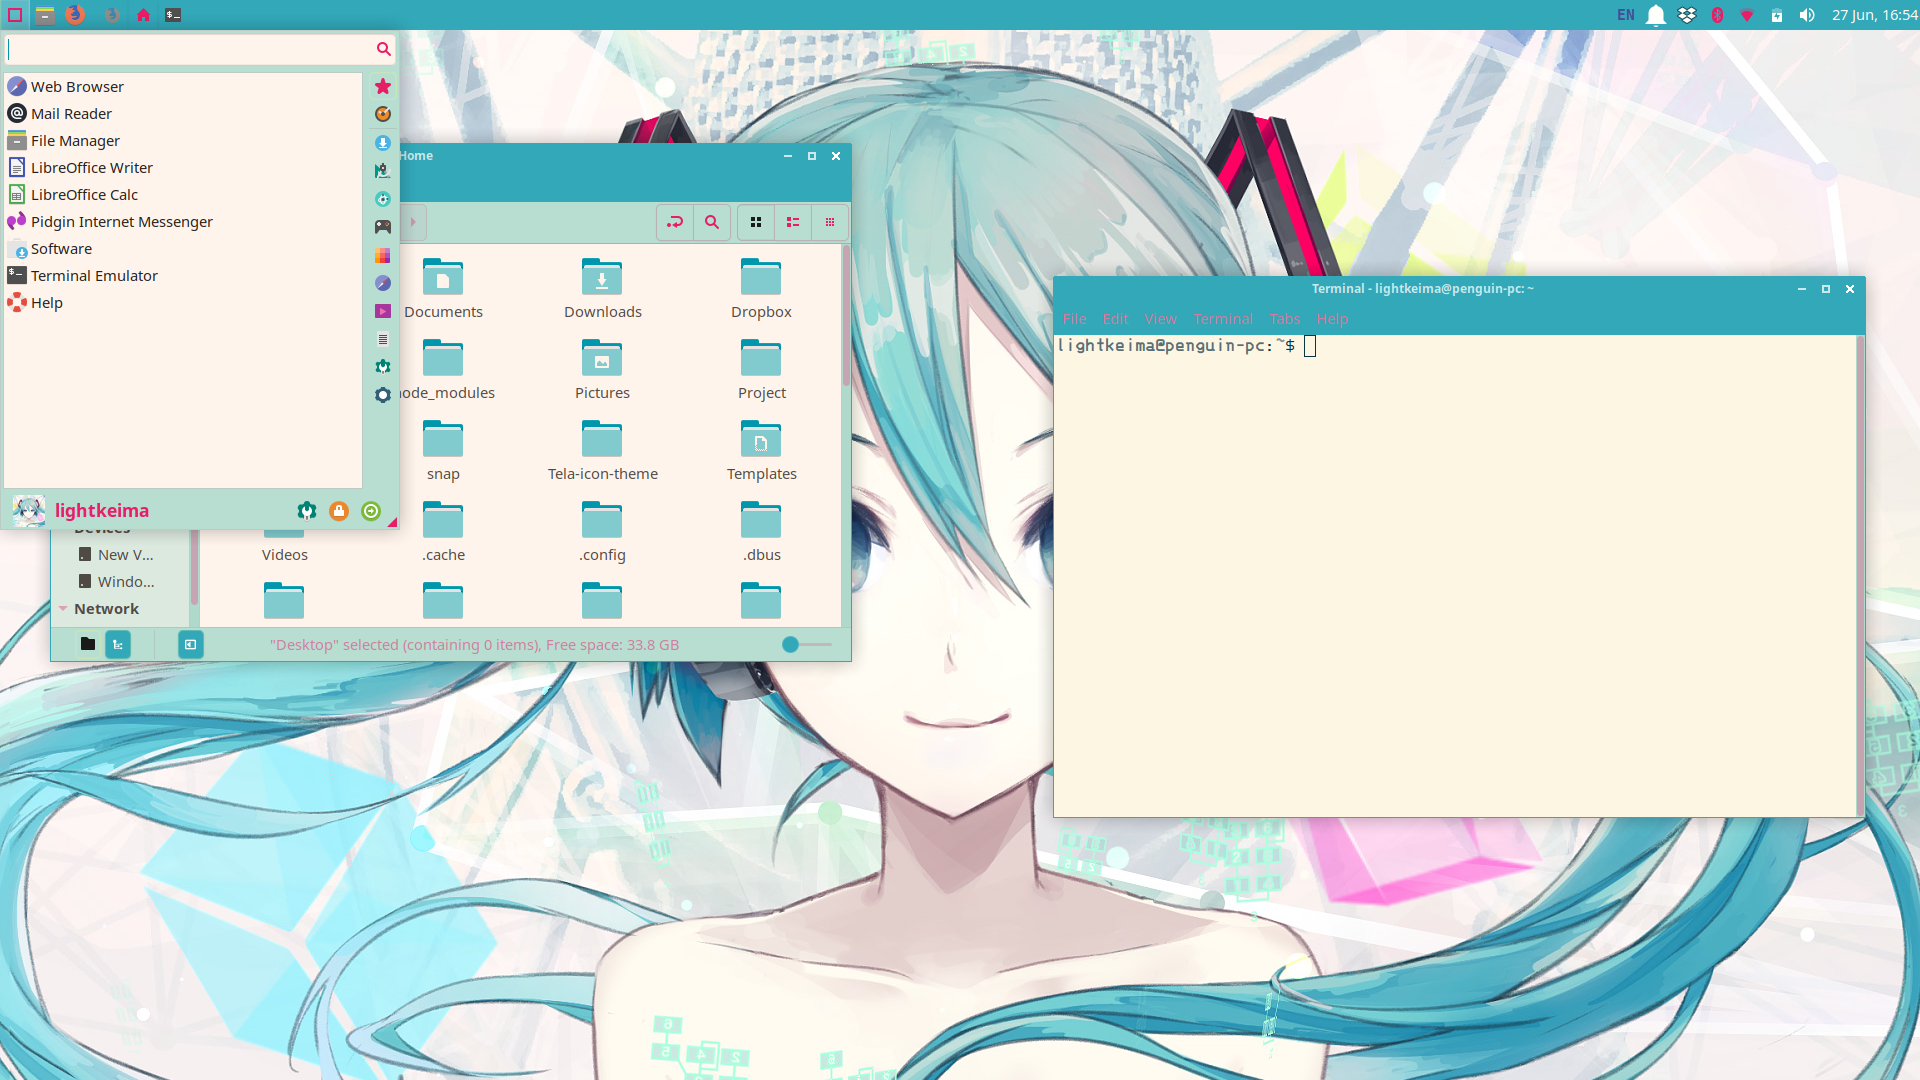 EN
27 Jun, 16:54
Web Browser
Mail Reader
File Manager
LibreOffice Writer
LibreOffice Calc
Pidgin Internet Messenger
Software
Terminal Emulator
Help
lightkeima
Home
Documents
Downloads
Dropbox
node_modules
Pictures
Project
snap
Tela-icon-theme
Templates
Devices
Videos
.cache
.config
.dbus
New V...
Windo...
Network
"Desktop" selected (containing 0 items), Free space: 33.8 GB
Terminal - lightkeima@penguin-pc: ~
File Edit View Terminal Tabs Help
lightkeima@penguin-pc:~$